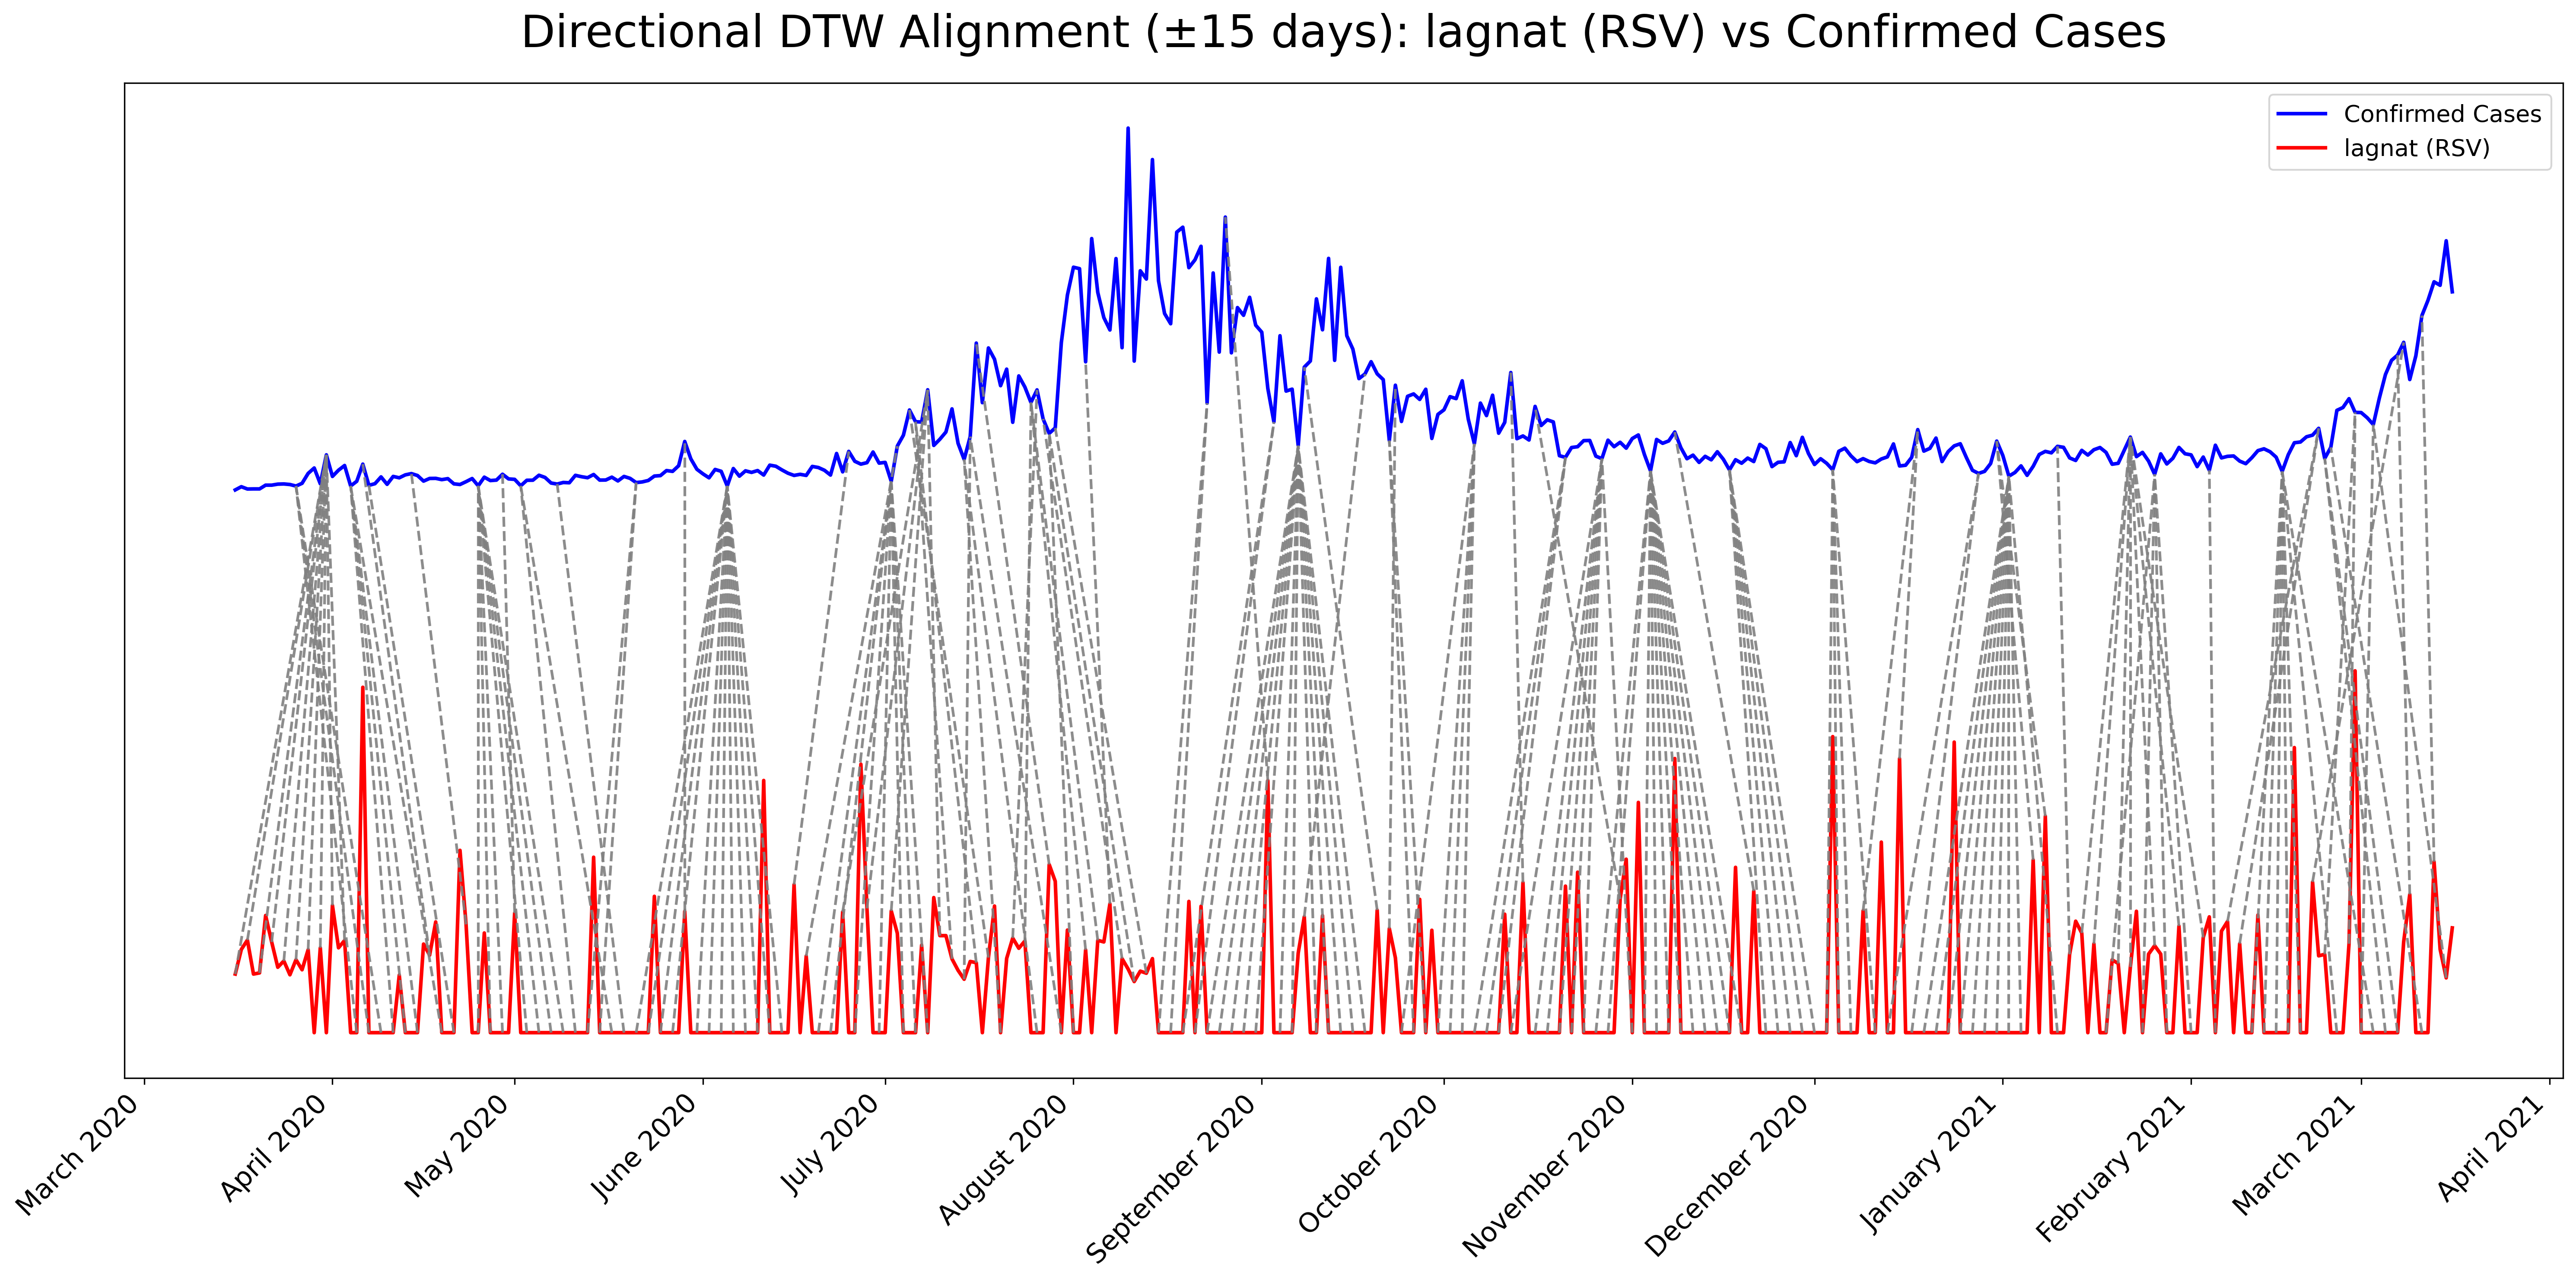 Directional DTW Alignment (±15 days): lagnat (RSV) vs Confirmed Cases
Confirmed Cases
lagnat (RSV)
March 2020
April 2020
May 2020
June 2020
July 2020
August 2020
September 2020
October 2020
November 2020
December 2020
January 2021
February 2021
March 2021
April 2021